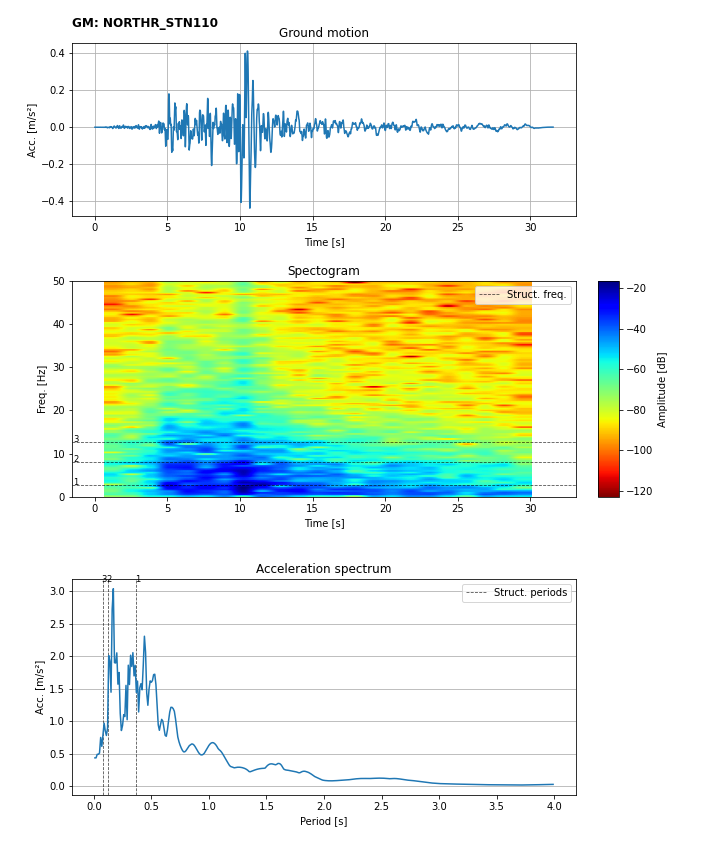 GM: NORTHR_STN110
Ground motion
0.4
0.2
0.0
−0.2
−0.4
Acc. [m/s²]
0 5 10 15 20 25 30
Time [s]
Spectogram
50
40
30
20
10
0
Freq. [Hz]
3
2
1
Struct. freq.
0 5 10 15 20 25 30
Time [s]
−20
−40
−60
−80
−100
−120
Amplitude [dB]
Acceleration spectrum
3 2 1
Struct. periods
3.0
2.5
2.0
1.5
1.0
0.5
0.0
Acc. [m/s²]
0.0 0.5 1.0 1.5 2.0 2.5 3.0 3.5 4.0
Period [s]